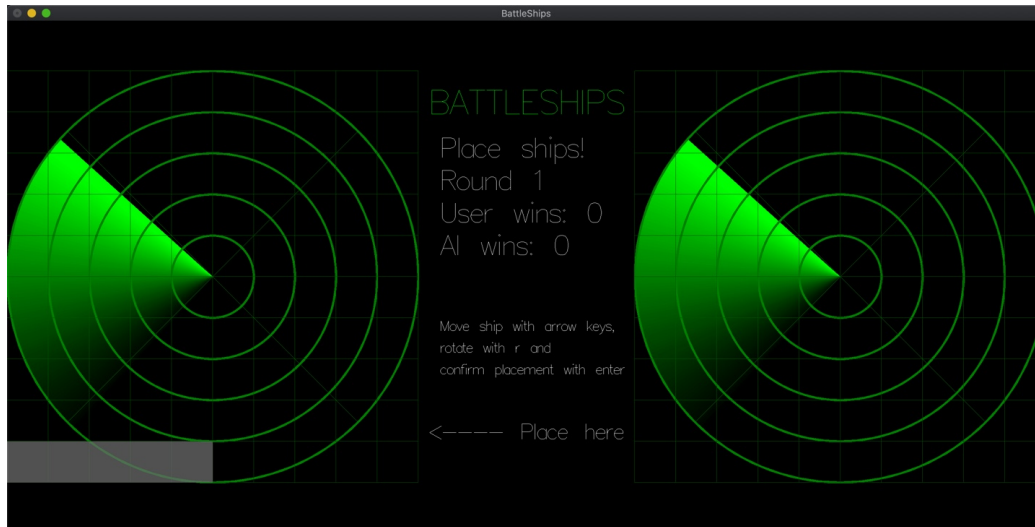 BattleShips
BATTLESHIPS
Place ships!
Round 1
User wins: 0
AI wins: 0
Move ship with arrow keys,
rotate with r and
confirm placement with enter
<---- Place here